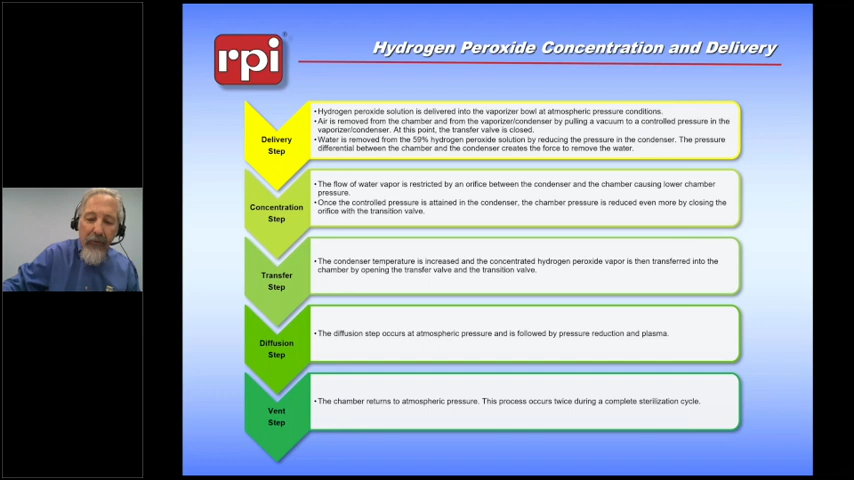 rpi
®
Hydrogen Peroxide Concentration and Delivery
Delivery
Step
•Hydrogen peroxide solution is delivered into the vaporizer bowl at atmospheric pressure conditions.
•Air is removed from the chamber and from the vaporizer/condenser by pulling a vacuum to a controlled pressure in the
vaporizer/condenser. At this point, the transfer valve is closed.
•Water is removed from the 59% hydrogen peroxide solution by reducing the pressure in the condenser. The pressure
differential between the chamber and the condenser creates the force to remove the water.
Concentration
Step
•The flow of water vapor is restricted by an orifice between the condenser and the chamber causing lower chamber
pressure.
•Once the controlled pressure is attained in the condenser, the chamber pressure is reduced even more by closing the
orifice with the transition valve.
Transfer
Step
•The condenser temperature is increased and the concentrated hydrogen peroxide vapor is then transferred into the
chamber by opening the transfer valve and the transition valve.
Diffusion
Step
•The diffusion step occurs at atmospheric pressure and is followed by pressure reduction and plasma.
Vent
Step
•The chamber returns to atmospheric pressure. This process occurs twice during a complete sterilization cycle.